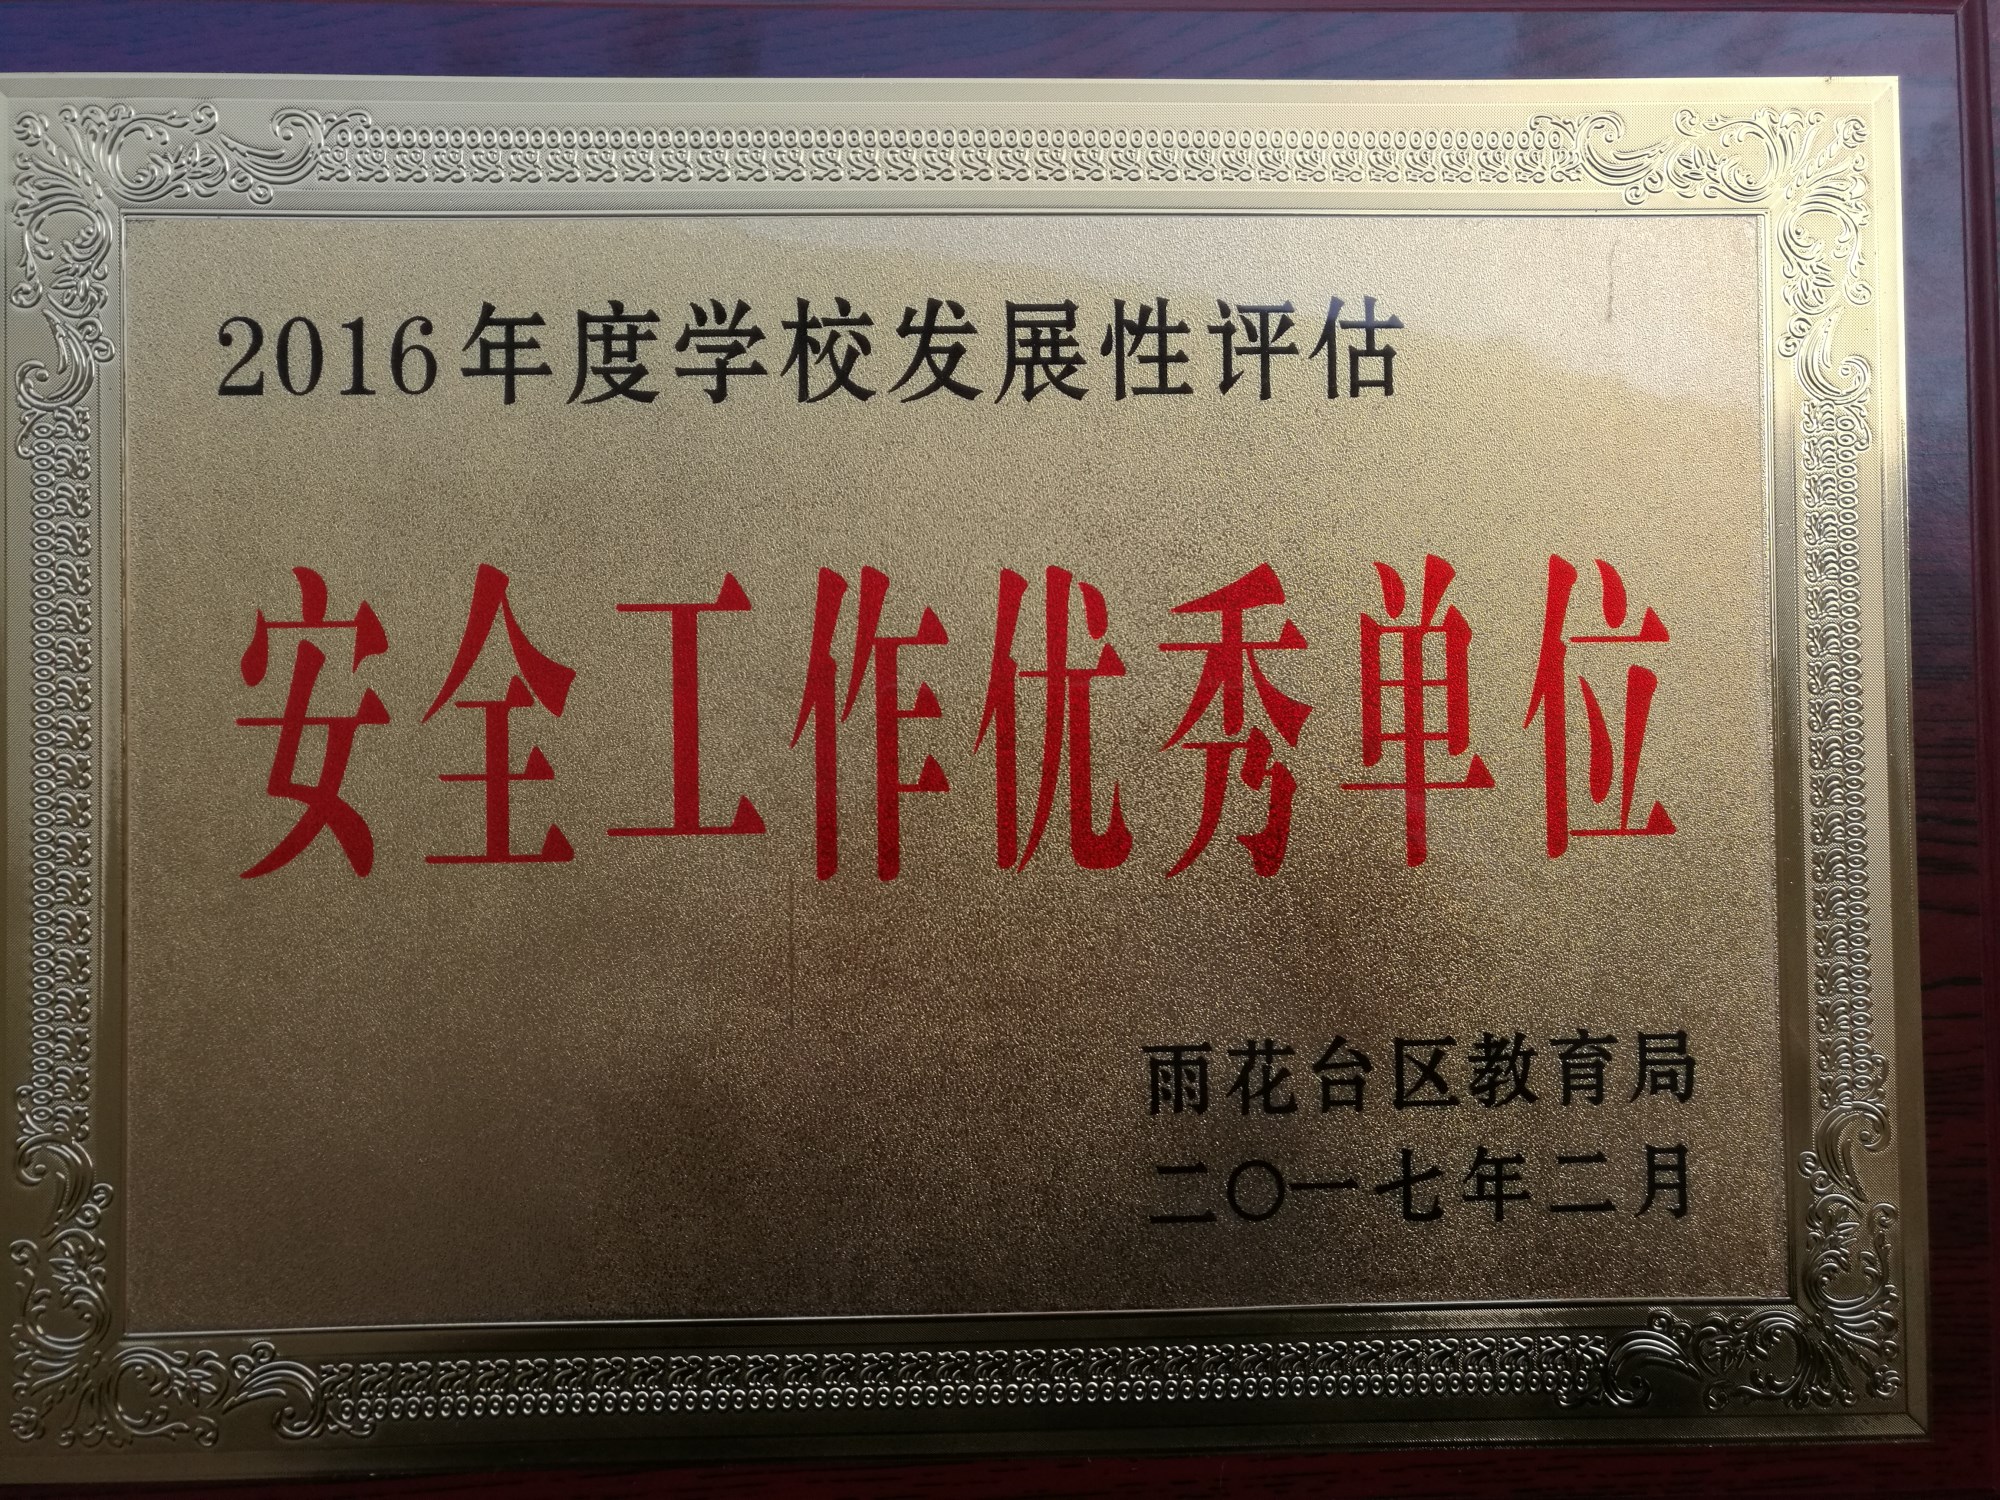 2016年度学校发展性评估
安全工作优秀单位
雨花台区教育局
二〇一七年二月